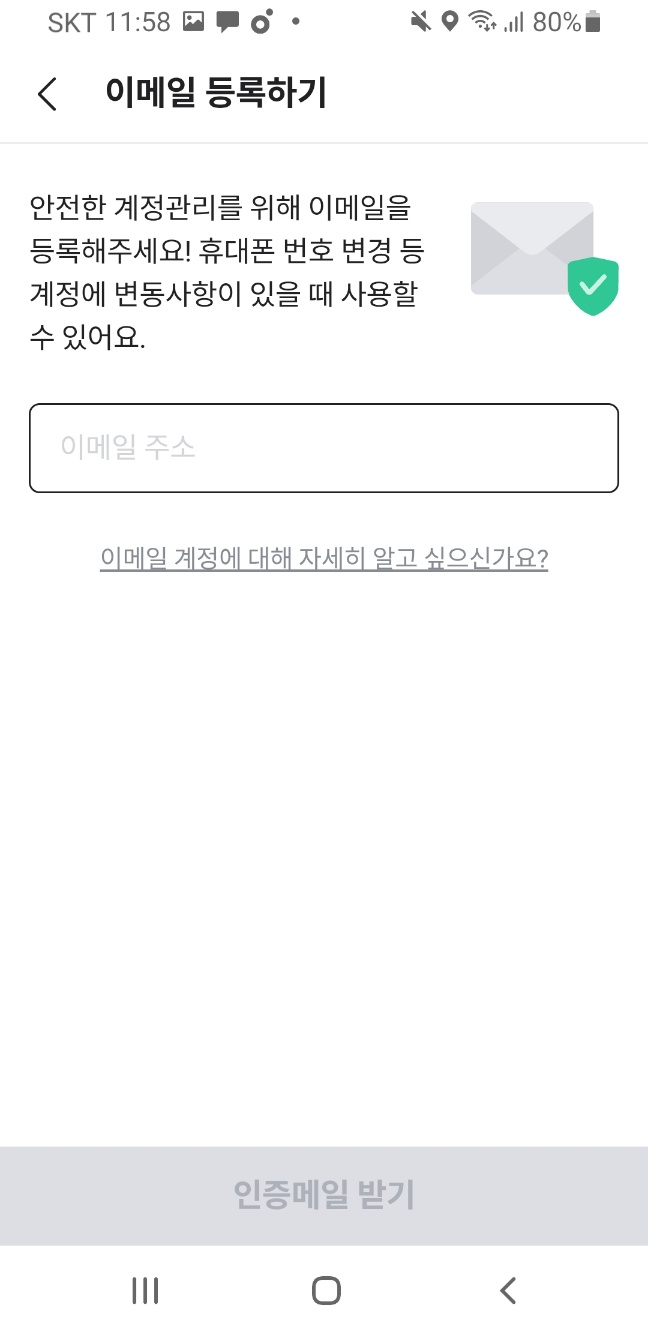 SKT 11:58 80%
이메일 등록하기
안전한 계정관리를 위해 이메일을
등록해주세요! 휴대폰 번호 변경 등
계정에 변동사항이 있을 때 사용할
수 있어요.
이메일 주소
이메일 계정에 대해 자세히 알고 싶으신가요?
인증메일 받기